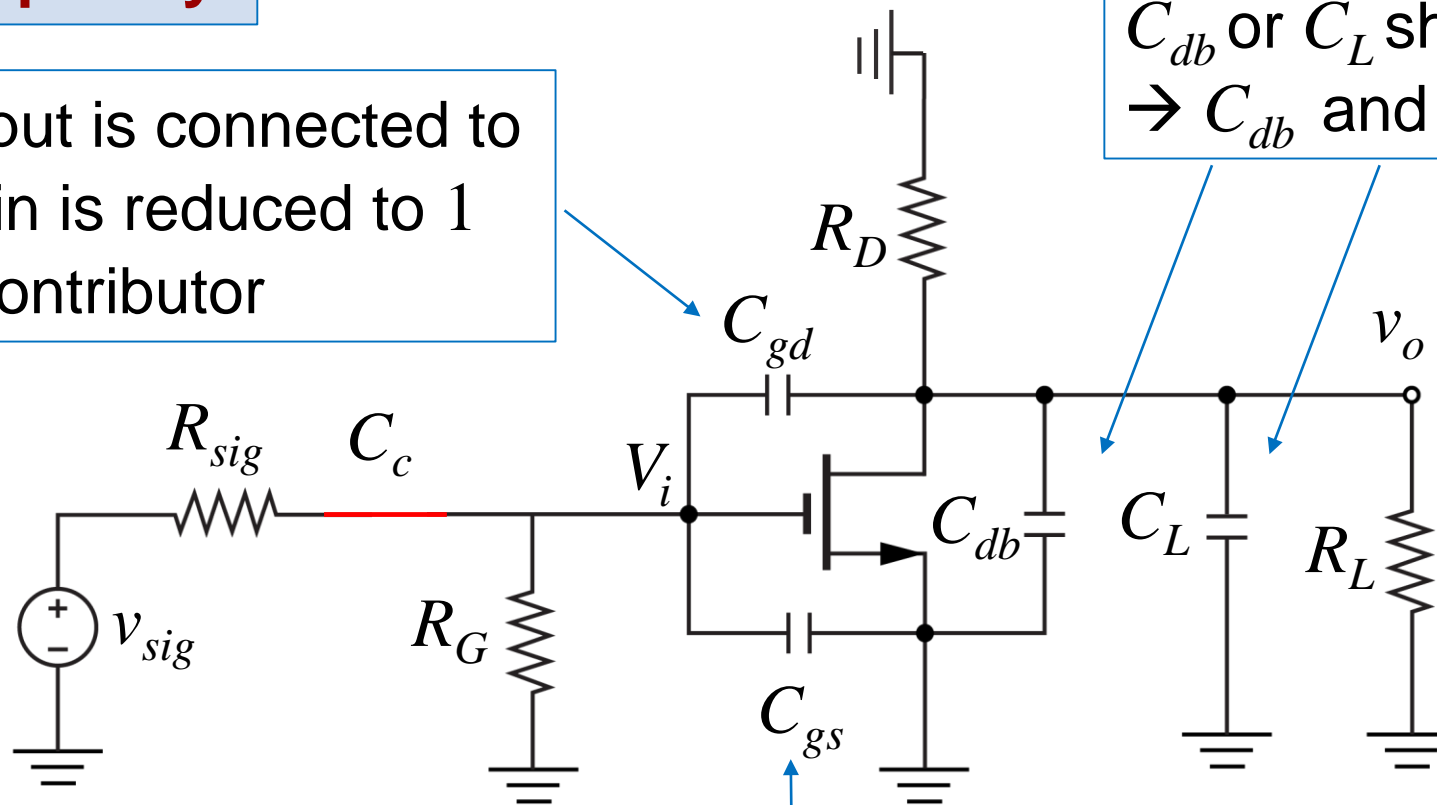 C_db or C_L sh
→ C_db and
out is connected to
in is reduced to 1
ontributor
R_D
C_gd
v_o
R_sig
C_c
V_i
C_db
C_L
R_L
+
−
v_sig
R_G
C_gs